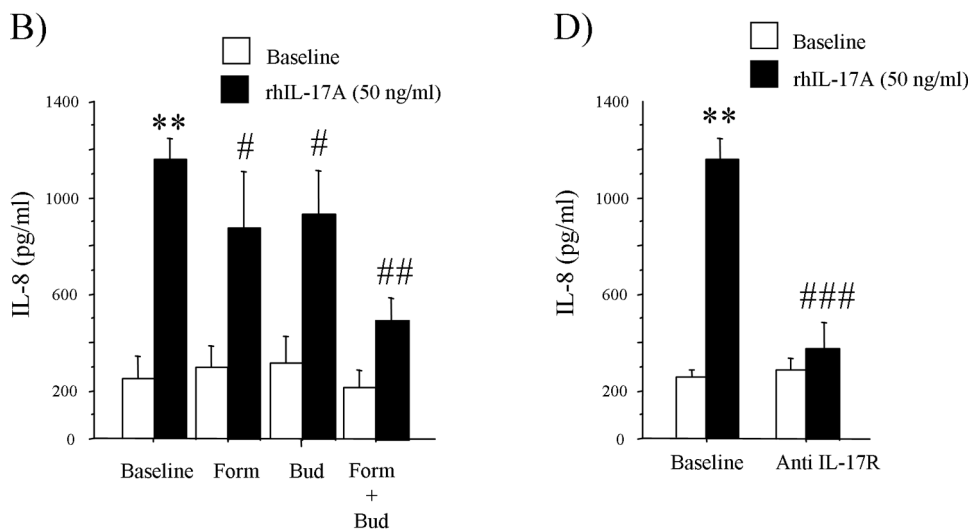 B)
Baseline
rhIL-17A (50 ng/ml)
IL-8 (pg/ml)
1400
1000
600
200
0
**
#
#
##
Baseline
Form
Bud
Form
+
Bud
D)
Baseline
rhIL-17A (50 ng/ml)
IL-8 (pg/ml)
1400
1000
600
200
0
**
###
Baseline
Anti IL-17R